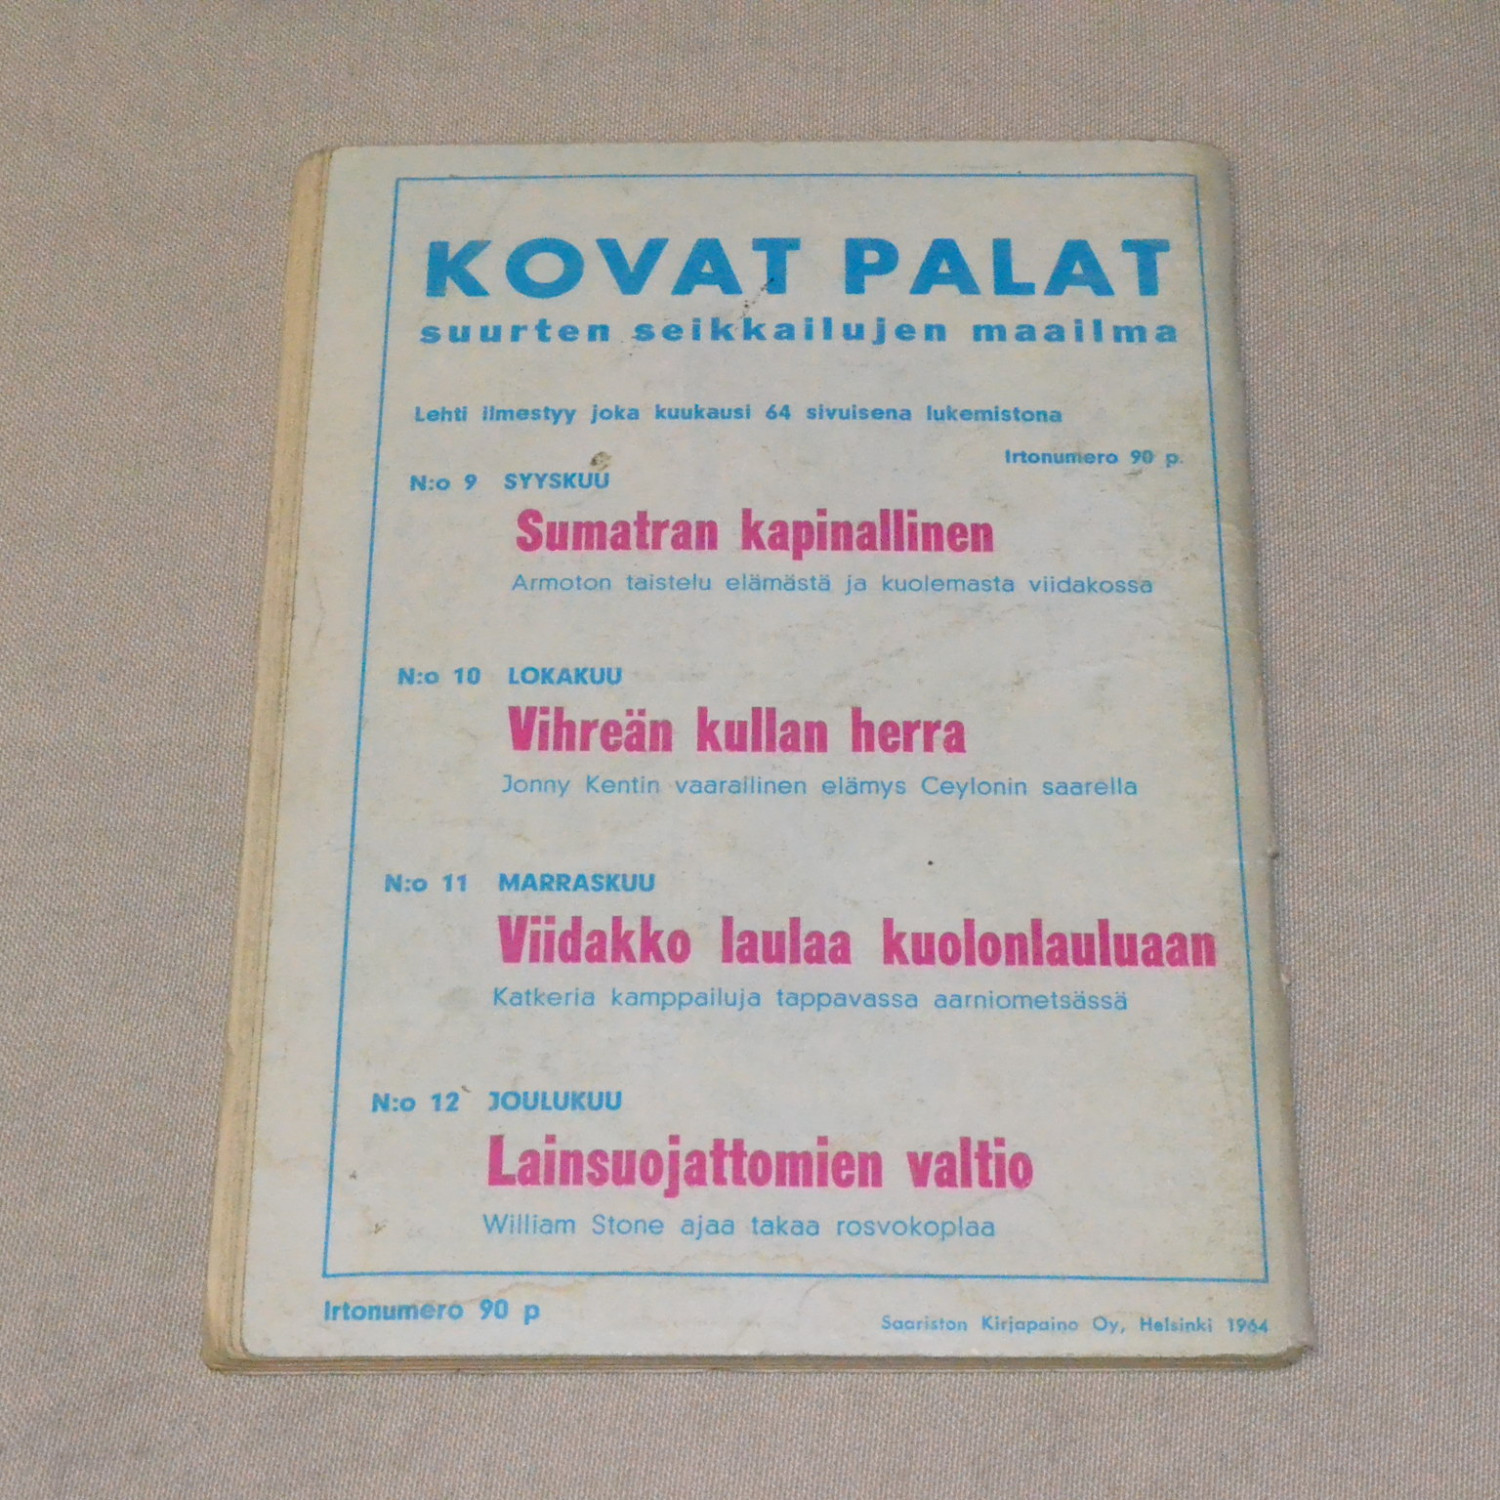 KOVAT PALAT
suurten seikkailujen maailma
Lehti ilmestyy joka kuukausi 64 sivuisena lukemistona
Irtonumero 90 p.
N:o 9 SYYSKUU
Sumatran kapinallinen
Armoton taistelu elämästä ja kuolemasta viidakossa
N:o 10 LOKAKUU
Vihreän kullan herra
Jonny Kentin vaarallinen elämys Ceylonin saarella
N:o 11 MARRASKUU
Viidakko laulaa kuolonlauluaan
Katkeria kamppailuja tappavassa aarniometsässä
N:o 12 JOULUKUU
Lainsuojattomien valtio
William Stone ajaa takaa rosvokoplaa
Irtonumero 90 p
Saariston Kirjapaino Oy, Helsinki 1964